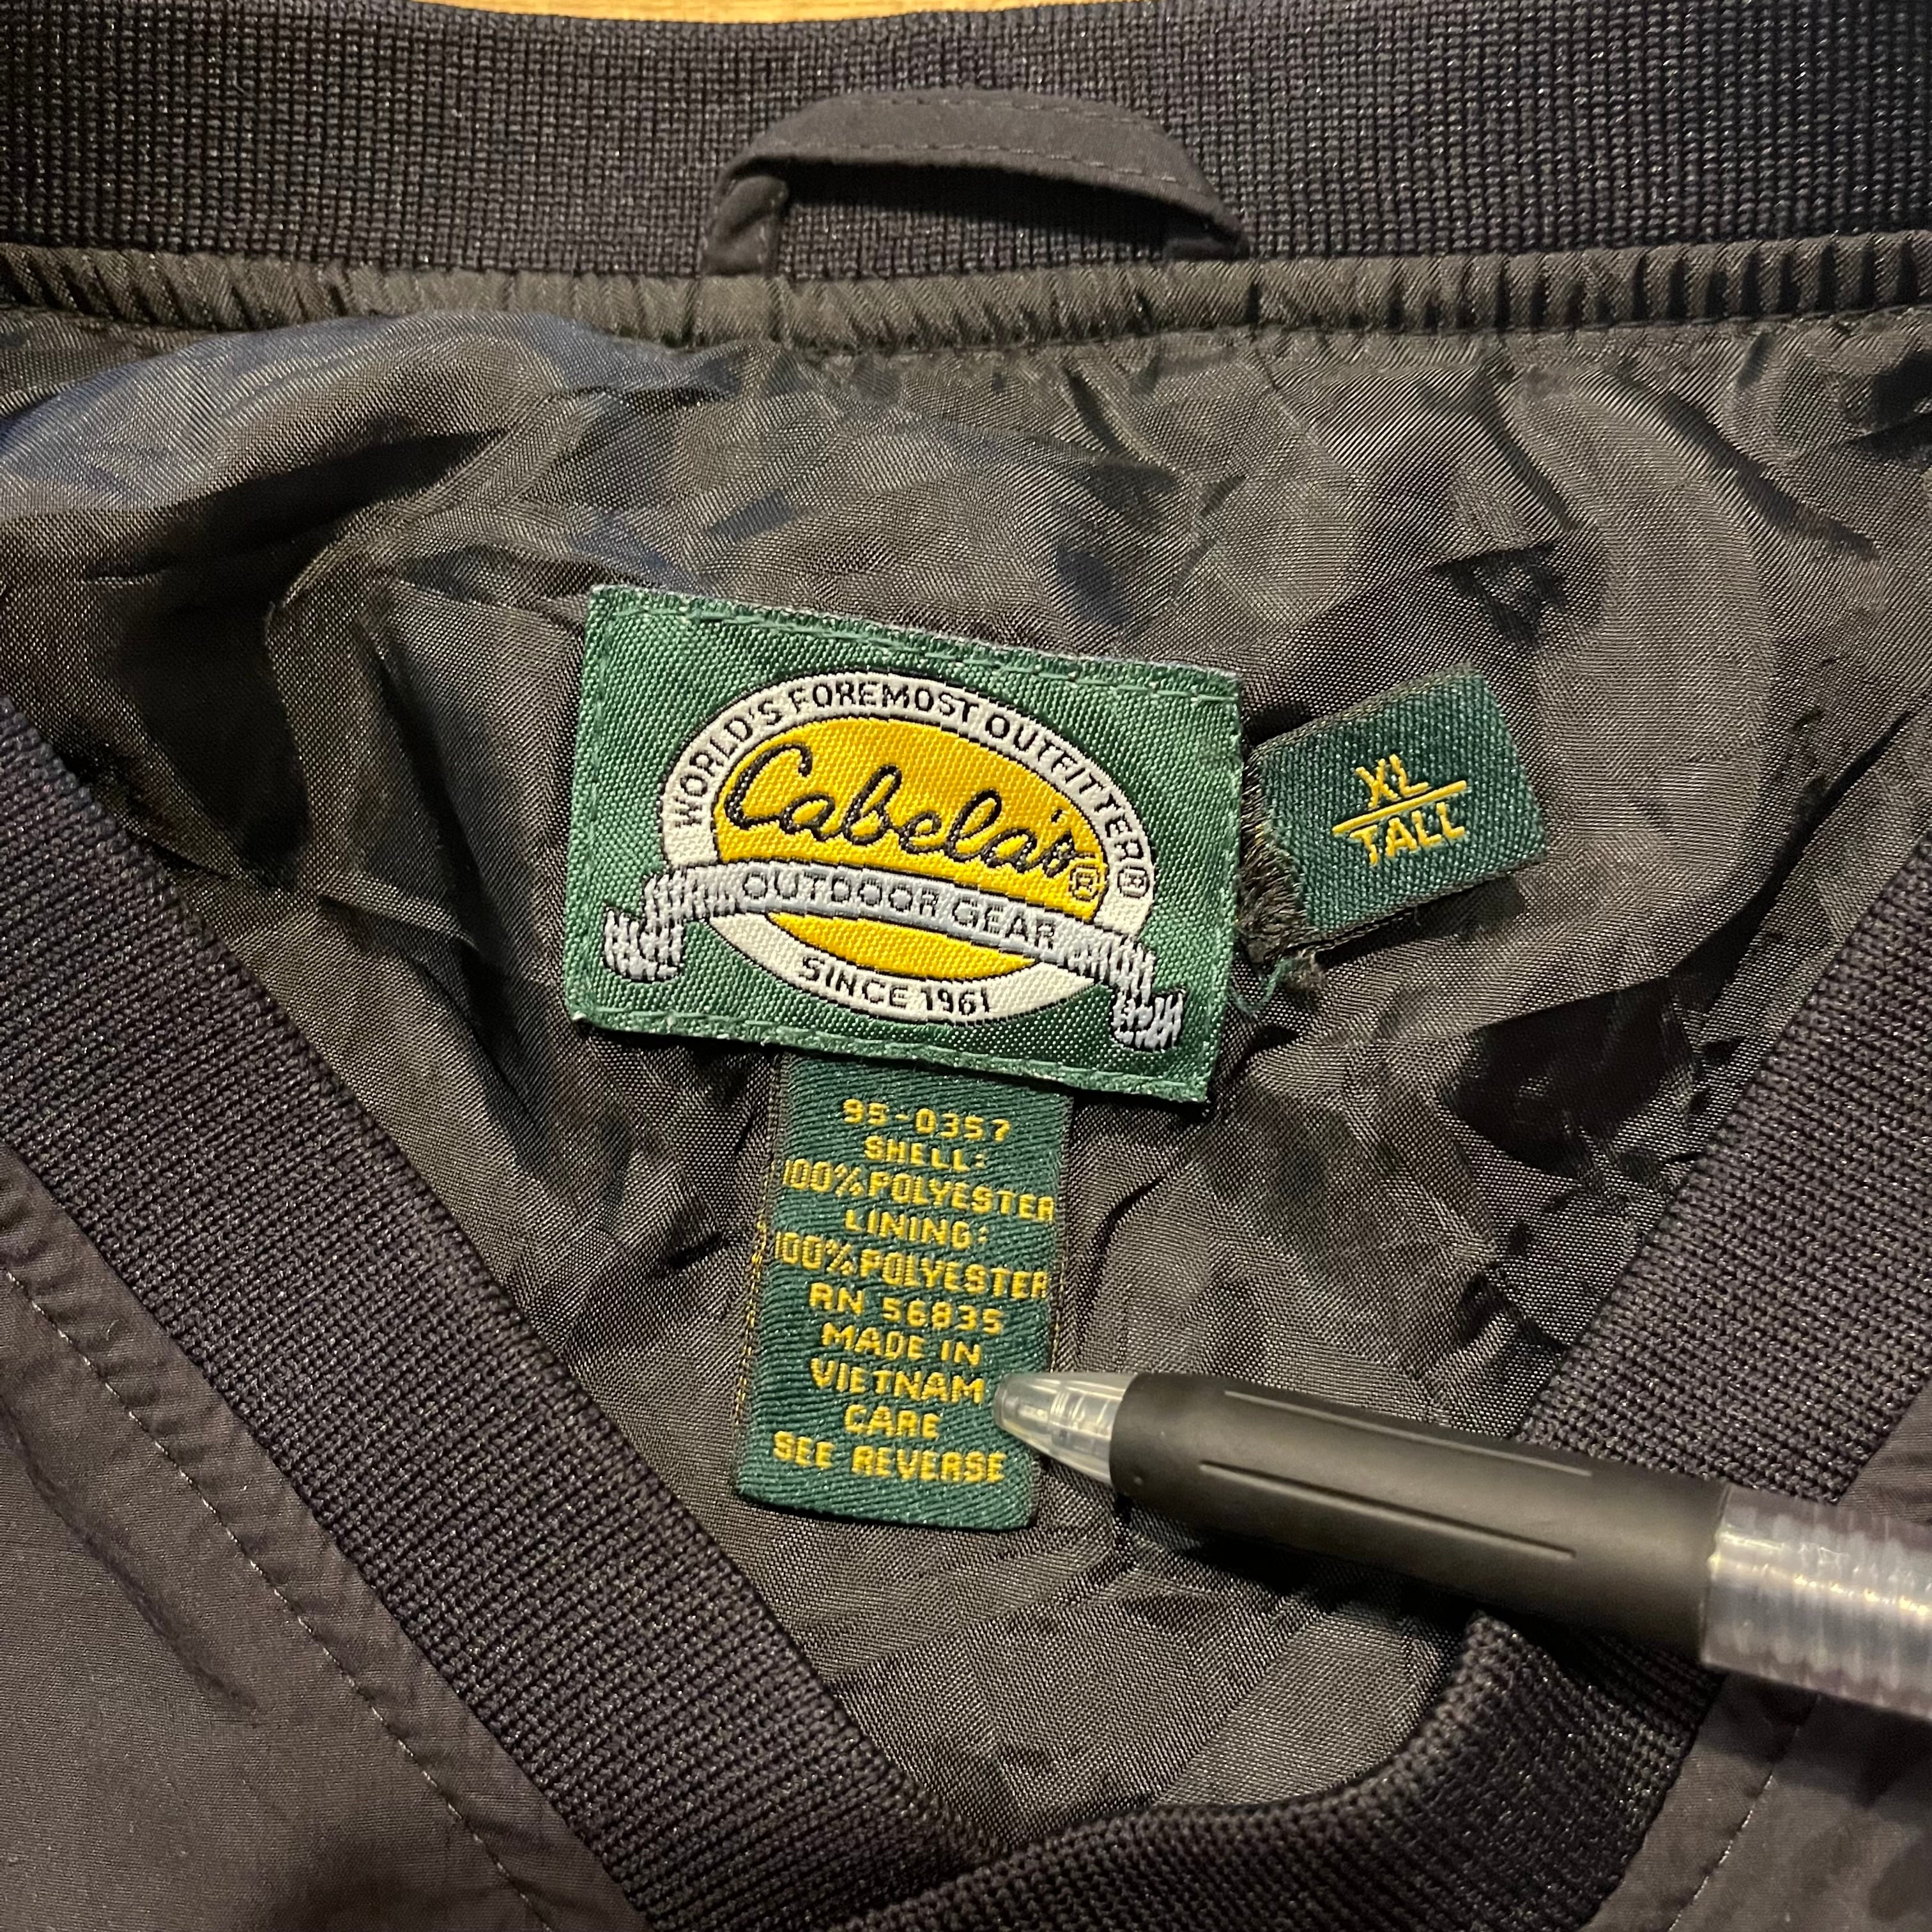 WORLD'S FOREMOST OUTFITTER®
Cabela's®
OUTDOOR GEAR
SINCE 1961
XL
TALL
95-0357
SHELL:
100% POLYESTER
LINING:
100% POLYESTER
RN 56835
MADE IN
VIETNAM
CARE
SEE REVERSE